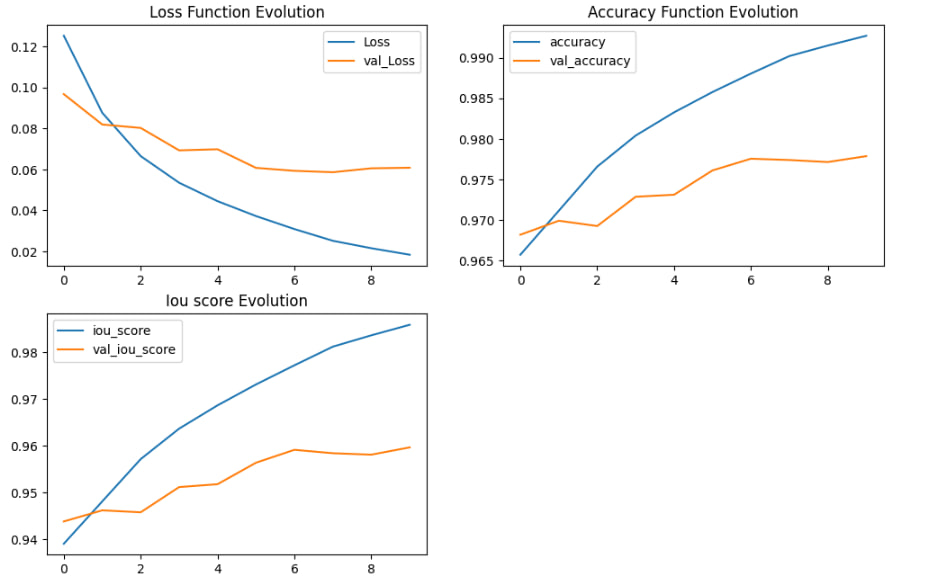 Loss Function Evolution
0.12
0.10
0.08
0.06
0.04
0.02
0 2 4 6 8
Loss
val_Loss
Accuracy Function Evolution
0.990
0.985
0.980
0.975
0.970
0.965
0 2 4 6 8
accuracy
val_accuracy
Iou score Evolution
0.98
0.97
0.96
0.95
0.94
0 2 4 6 8
iou_score
val_iou_score